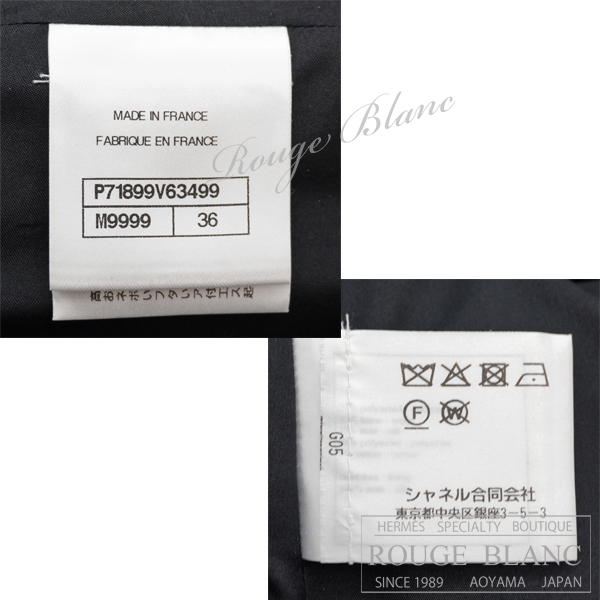 MADE IN FRANCE
FABRIQUE EN FRANCE
P71899V63499
M9999 36
Rouge Blanc
F
W
G05
シャネル合同会社
東京都中央区銀座3-5-3
HERMÈS SPECIALTY BOUTIQUE
ROUGE BLANC
SINCE 1989 AOYAMA JAPAN